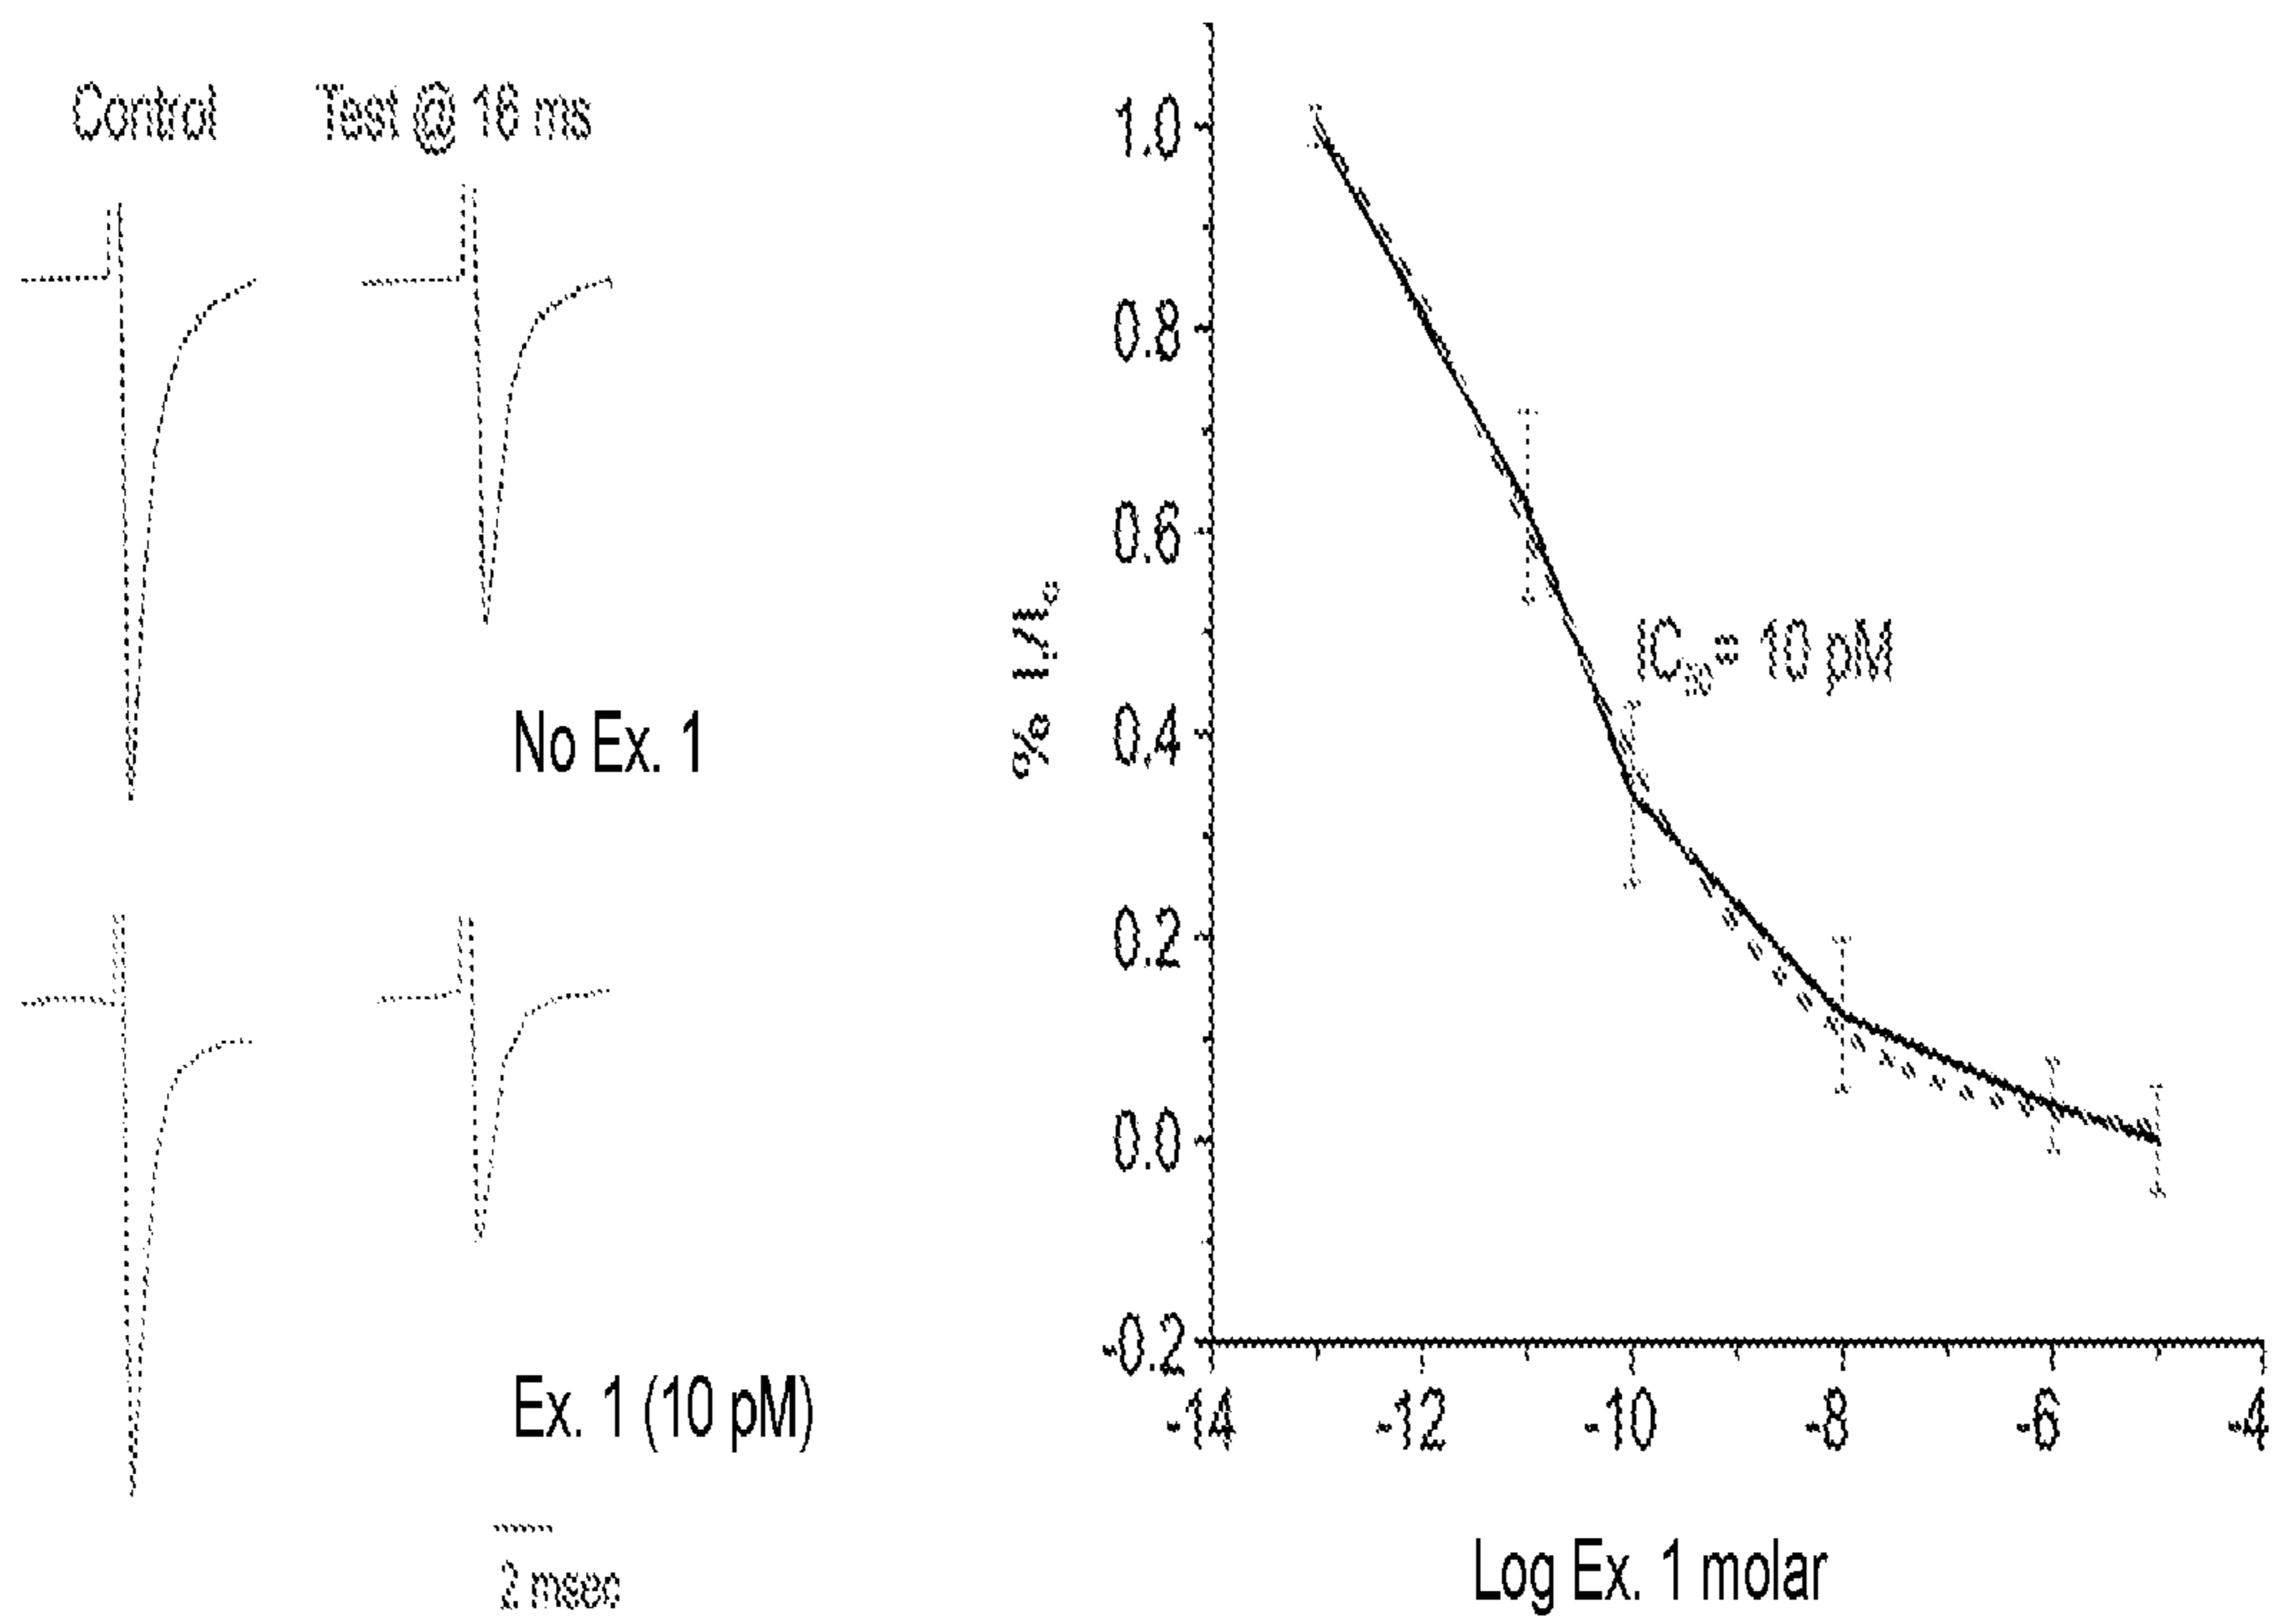 Control
Test @ 16 ms
No Ex. 1
Ex. 1 (10 pM)
2 msec
% I/I₀
1.0
0.8
0.6
0.4
0.2
0.0
-0.2
IC₅₀= 10 pM
-14 -12 -10 -8 -6 -4
Log Ex. 1 molar